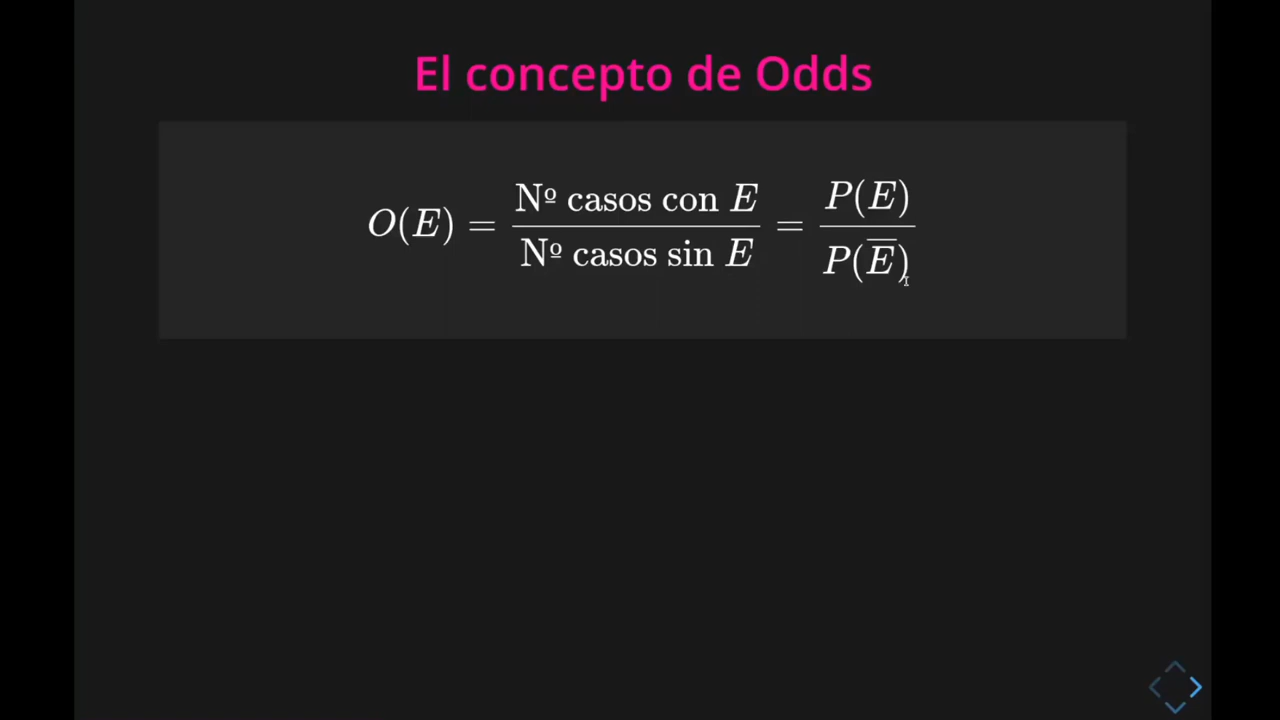 El concepto de Odds
O(E) = Nº casos con E / Nº casos sin E = P(E) / P(E̅)